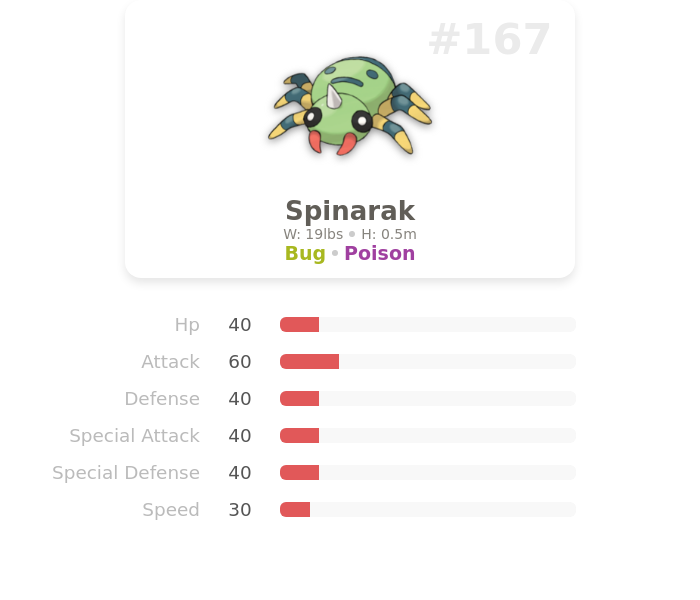 #167
Spinarak
W: 19lbs • H: 0.5m
Bug • Poison
Hp 40
Attack 60
Defense 40
Special Attack 40
Special Defense 40
Speed 30